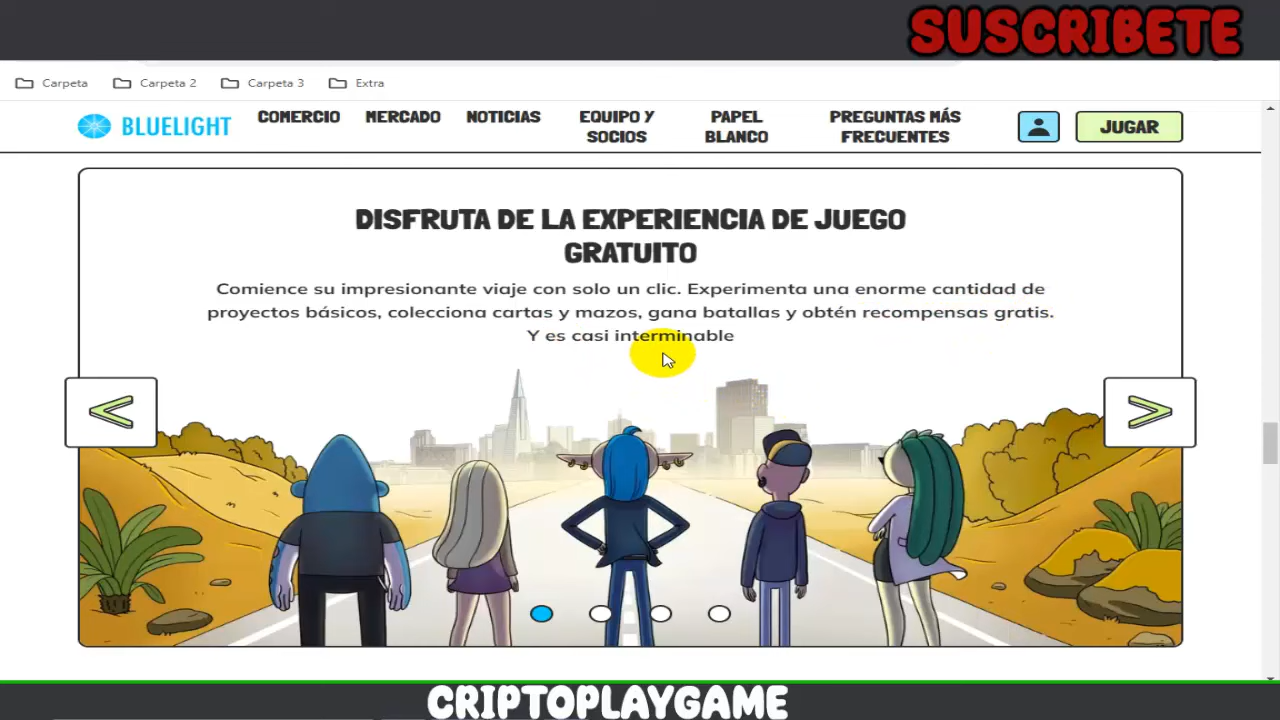 SUSCRIBETE
Carpeta Carpeta 2 Carpeta 3 Extra
BLUELIGHT COMERCIO MERCADO NOTICIAS EQUIPO Y SOCIOS PAPEL BLANCO PREGUNTAS MÁS FRECUENTES JUGAR
DISFRUTA DE LA EXPERIENCIA DE JUEGO
GRATUITO
Comience su impresionante viaje con solo un clic. Experimenta una enorme cantidad de
proyectos básicos, colecciona cartas y mazos, gana batallas y obtén recompensas gratis.
Y es casi interminable
< >
CRIPTOPLAYGAME